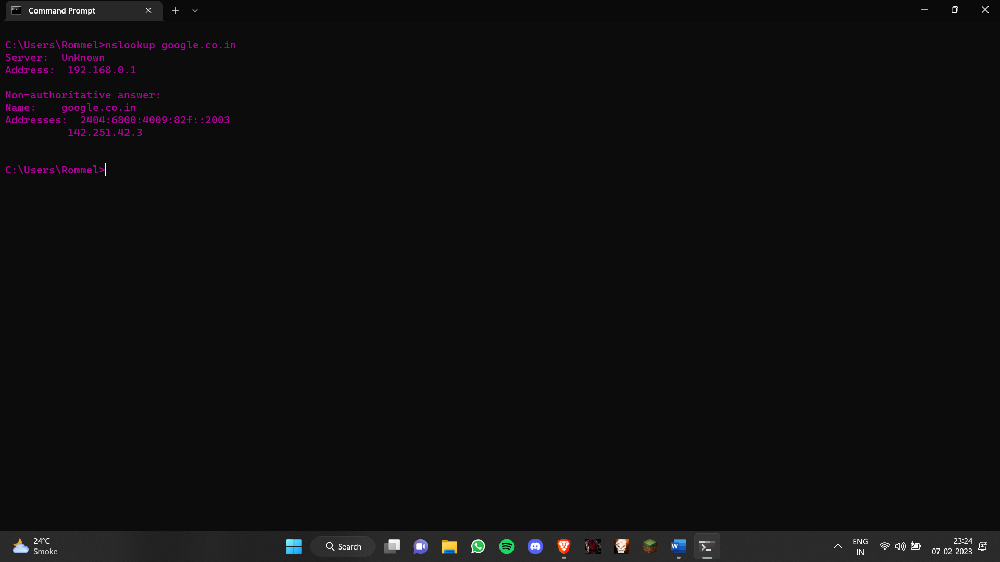 Command Prompt
C:\Users\Rommel>nslookup google.co.in
Server:  UnKnown
Address:  192.168.0.1
Non-authoritative answer:
Name:    google.co.in
Addresses:  2404:6800:4009:82f::2003
142.251.42.3
C:\Users\Rommel>
24°C
Smoke
Search
W
ENG
IN
23:24
07-02-2023